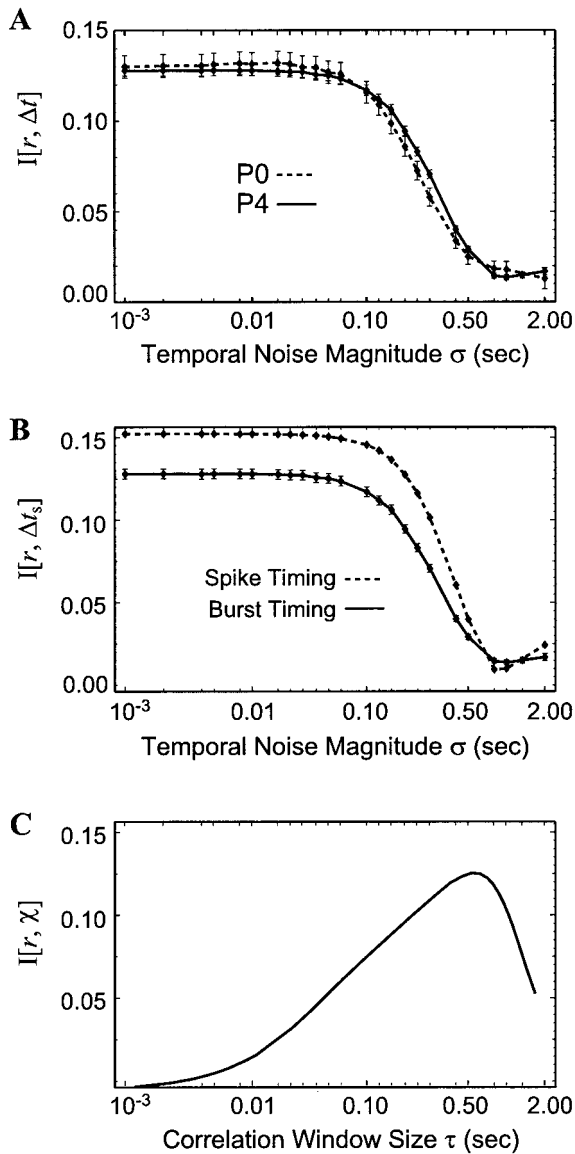 A
0.15
0.10
0.05
0.00
I[r, Δt]
P0
P4
10⁻³ 0.01 0.10 0.50 2.00
Temporal Noise Magnitude σ (sec)
B
0.15
0.10
0.05
0.00
I[r, Δtₛ]
Spike Timing
Burst Timing
10⁻³ 0.01 0.10 0.50 2.00
Temporal Noise Magnitude σ (sec)
C
0.15
0.10
0.05
I[r, χ]
10⁻³ 0.01 0.10 0.50 2.00
Correlation Window Size τ (sec)